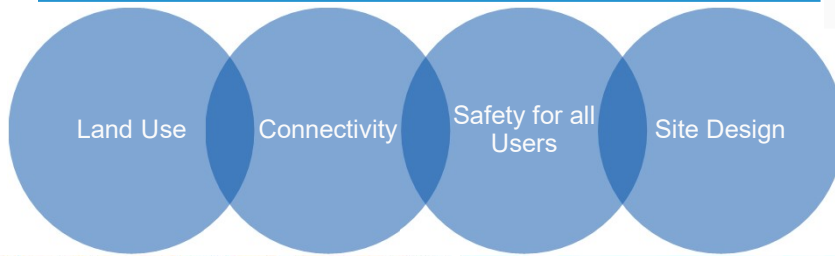 Land Use
Connectivity
Safety for all
Users
Site Design